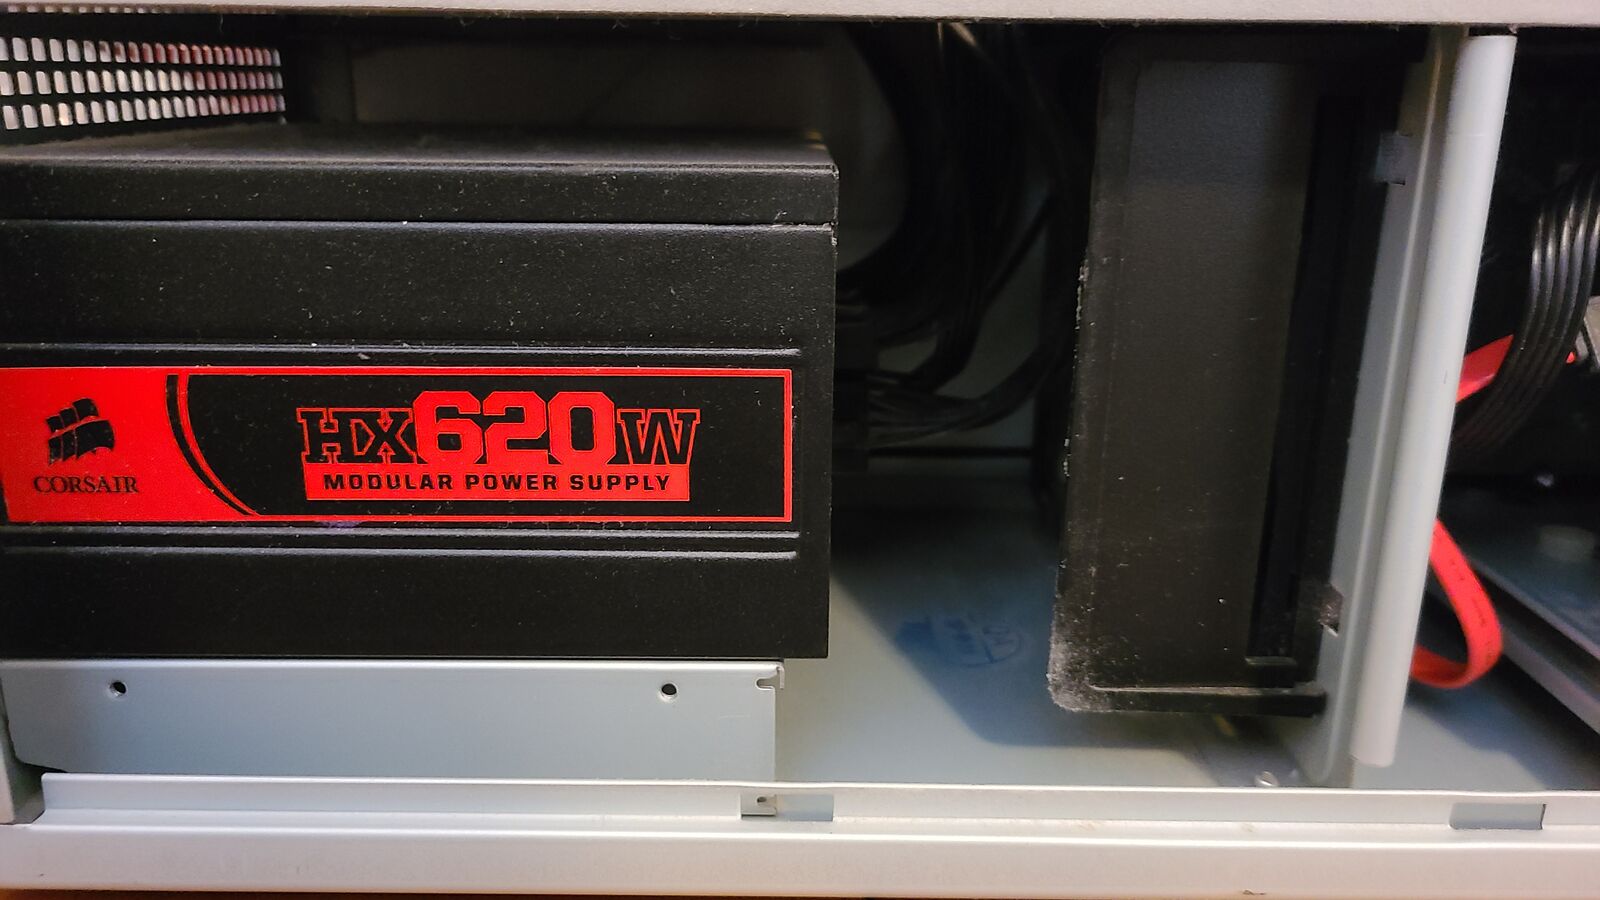 HX620W
MODULAR POWER SUPPLY
CORSAIR